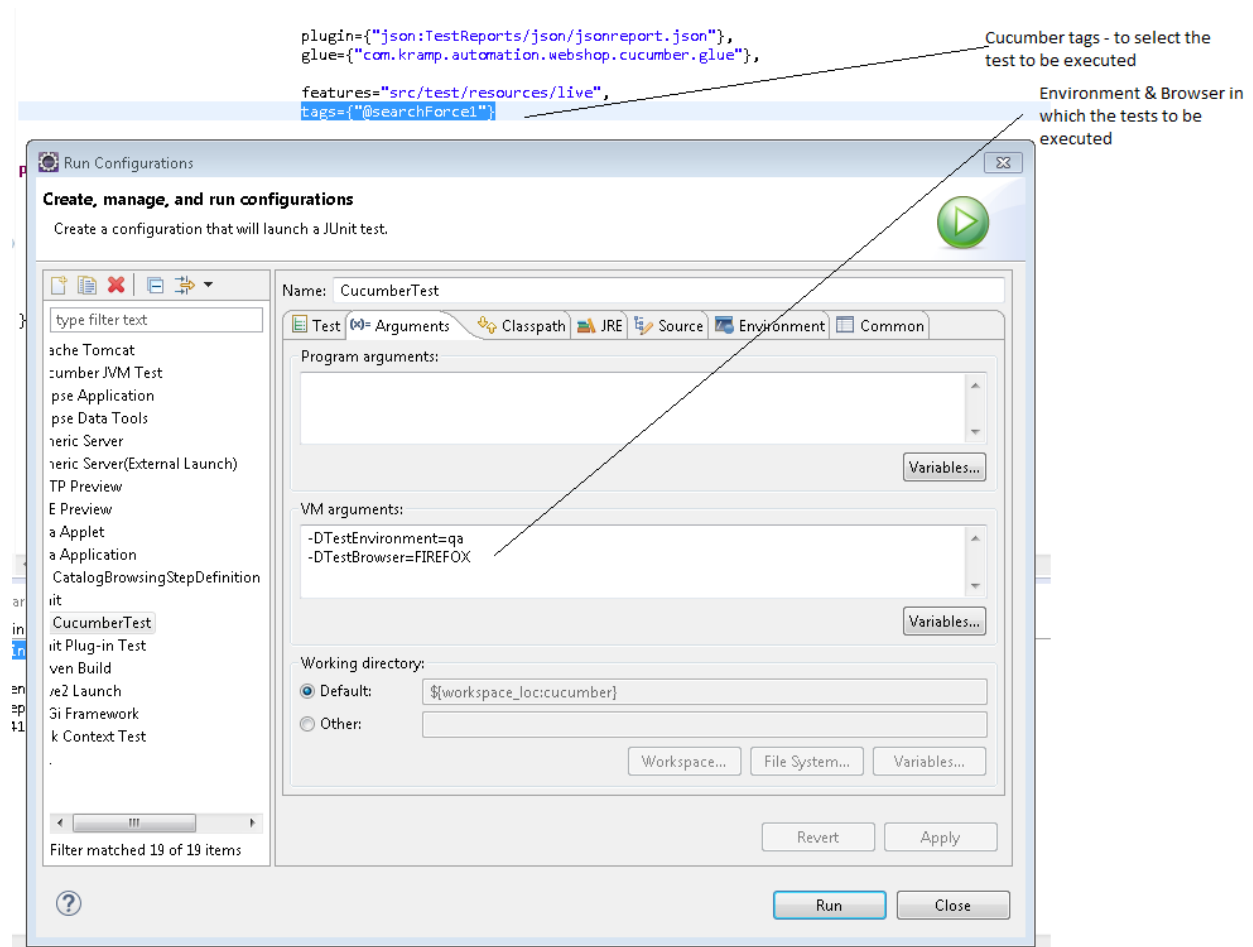 plugin={"json:TestReports/json/jsonreport.json"},
glue={"com.kramp.automation.webshop.cucumber.glue"},
features="src/test/resources/live",
tags={"@searchForce1"}
Cucumber tags - to select the
test to be executed
Environment & Browser in
which the tests to be
executed
p
Run Configurations
Create, manage, and run configurations
Create a configuration that will launch a JUnit test.
Name: CucumberTest
type filter text
Test (x)= Arguments Classpath JRE Source Environment Common
}
ache Tomcat
cumber JVM Test
pse Application
pse Data Tools
neric Server
neric Server(External Launch)
TP Preview
E Preview
a Applet
a Application
CatalogBrowsingStepDefinition
nit
CucumberTest
nit Plug-in Test
ven Build
ve2 Launch
Gi Framework
k Context Test
Filter matched 19 of 19 items
Program arguments:
Variables...
VM arguments:
-DTestEnvironment=qa
-DTestBrowser=FIREFOX
Variables...
Working directory:
Default: ${workspace_loc:cucumber}
Other:
Workspace... File System... Variables...
Revert Apply
Run Close
ar
in
in
en
ep
41